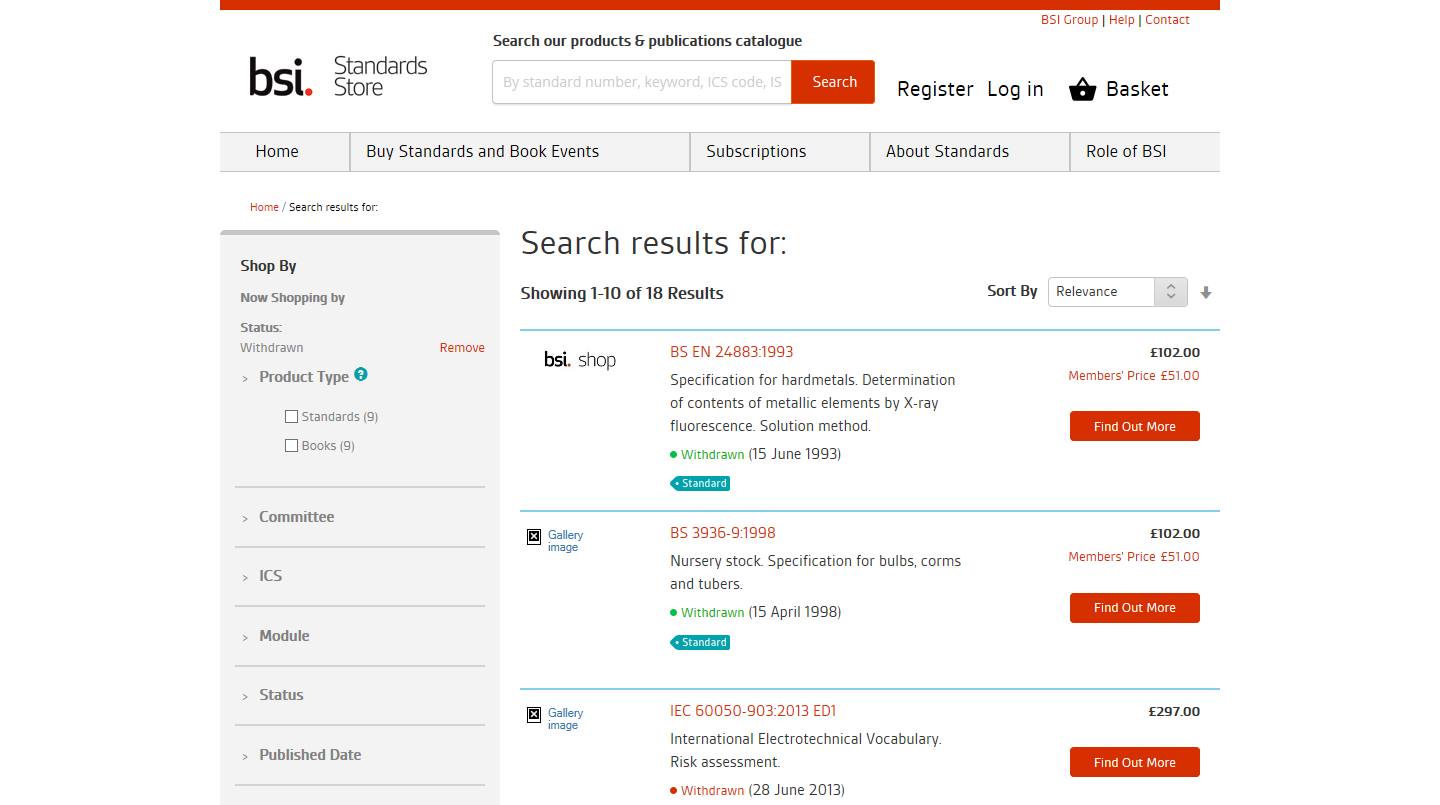 BSI Group | Help | Contact
Search our products & publications catalogue
bsi. Standards Store
By standard number, keyword, ICS code, IS
Search
Register
Log in
Basket
Home
Buy Standards and Book Events
Subscriptions
About Standards
Role of BSI
Home / Search results for:
Shop By
Now Shopping by
Status:
Withdrawn
Remove
> Product Type ?
Standards (9)
Books (9)
> Committee
> ICS
> Module
> Status
> Published Date
Search results for:
Showing 1-10 of 18 Results
Sort By
Relevance
bsi. shop
BS EN 24883:1993
Specification for hardmetals. Determination
of contents of metallic elements by X-ray
fluorescence. Solution method.
Withdrawn (15 June 1993)
Standard
£102.00
Members' Price £51.00
Find Out More
Gallery
image
BS 3936-9:1998
Nursery stock. Specification for bulbs, corms
and tubers.
Withdrawn (15 April 1998)
Standard
£102.00
Members' Price £51.00
Find Out More
Gallery
image
IEC 60050-903:2013 ED1
International Electrotechnical Vocabulary.
Risk assessment.
Withdrawn (28 June 2013)
£297.00
Find Out More